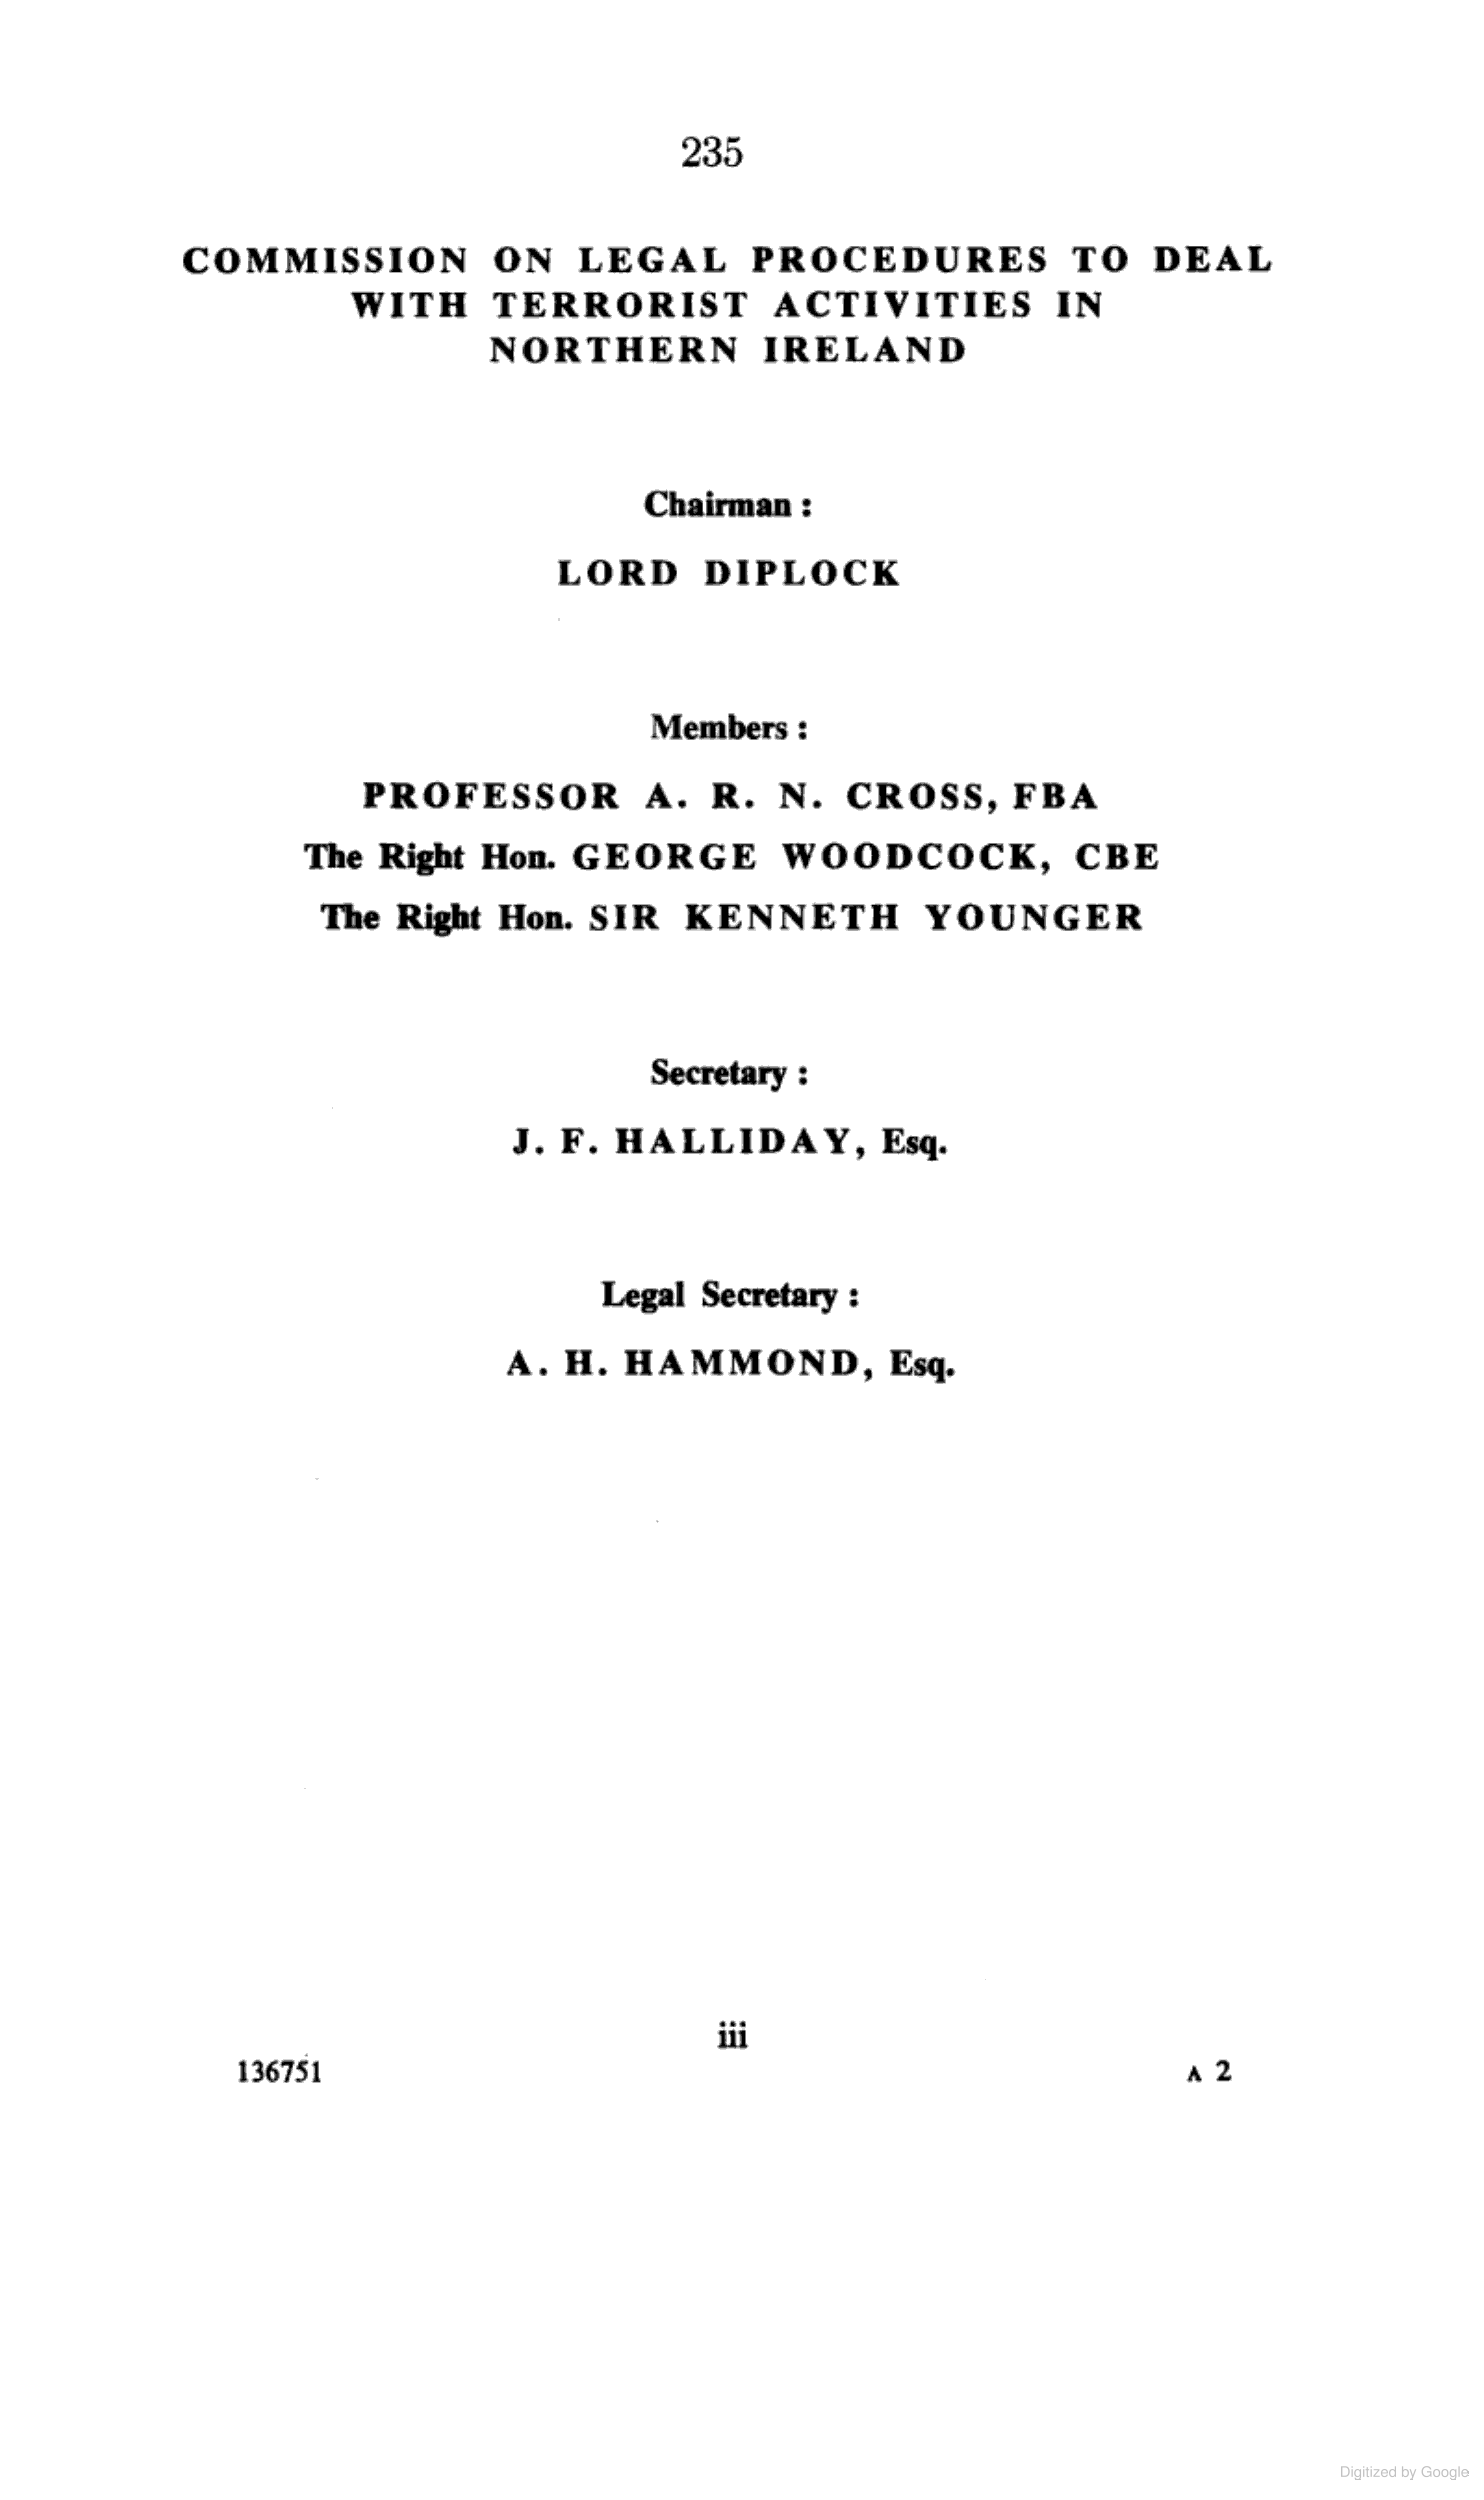 235
COMMISSION ON LEGAL PROCEDURES TO DEAL
WITH TERRORIST ACTIVITIES IN
NORTHERN IRELAND
Chairman :
LORD DIPLOCK
Members :
PROFESSOR A. R. N. CROSS, FBA
The Right Hon. GEORGE WOODCOCK, CBE
The Right Hon. SIR KENNETH YOUNGER
Secretary :
J. F. HALLIDAY, Esq.
Legal Secretary :
A. H. HAMMOND, Esq.
iii
136751 A 2
Digitized by Google